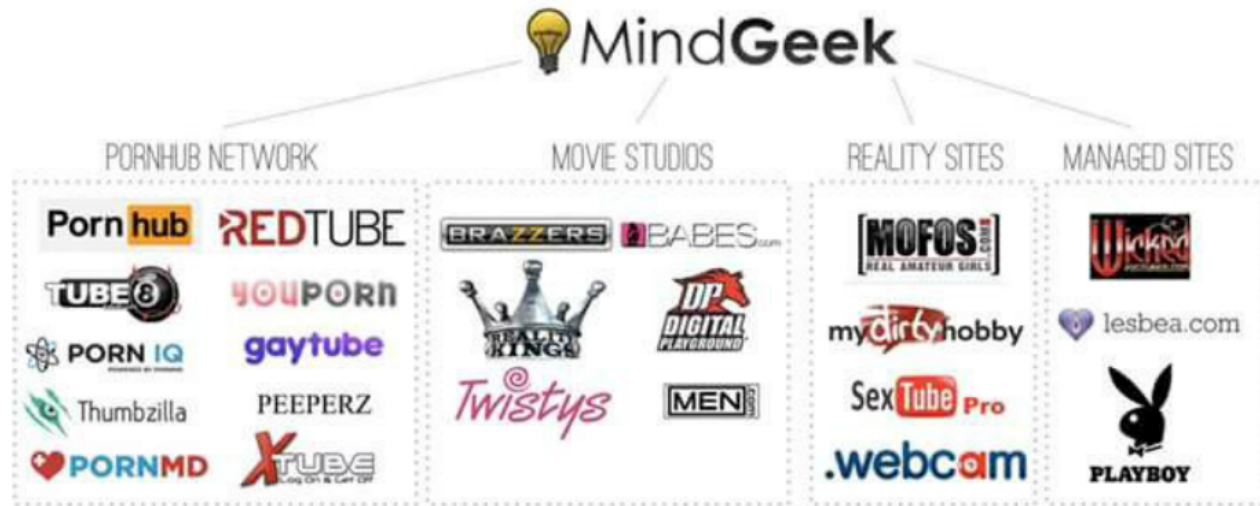 MindGeek
PORNHUB NETWORK
Porn hub
REDTUBE
TUBE8
YOUPORN
PORN IQ
gaytube
Thumbzilla
PEEPERZ
PORNMD
XTUBE
Log On & Get Off
MOVIE STUDIOS
BRAZZERS
BABES.com
REALITY KINGS
DP
DIGITAL
PLAYGROUND
Twistys
MEN.com
REALITY SITES
MOFOS.COM
REAL AMATEUR GIRLS
mydirtyhobby
SexTube Pro
.webcam
MANAGED SITES
Wicked
lesbea.com
PLAYBOY